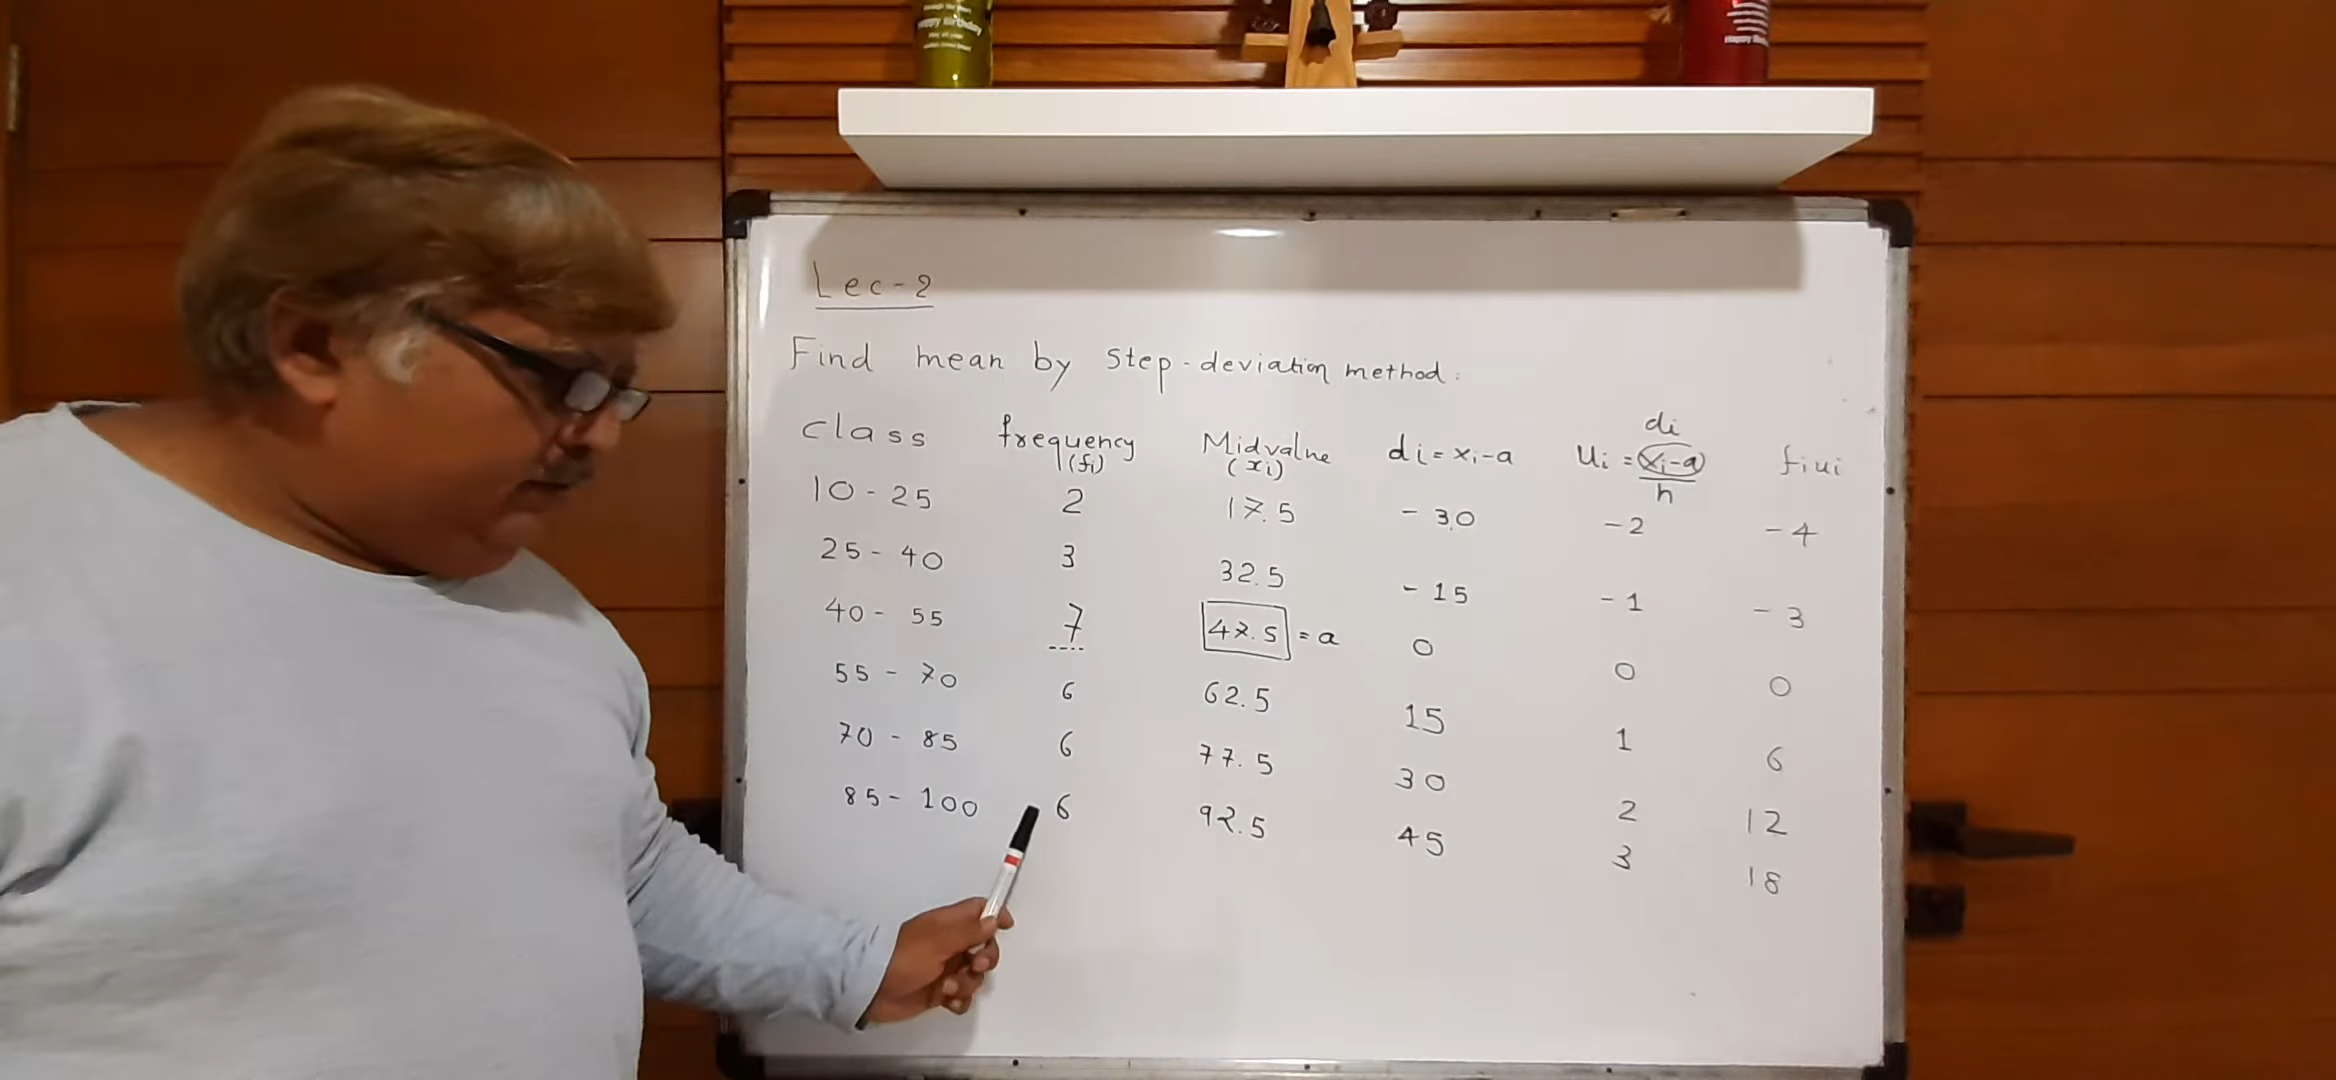 Happy Birthday
Lec-2
Find mean by step-deviation method.
class frequency (fi) Midvalue (xi) di = xi-a ui = di xi-a / h fiui
10-25 2 17.5 -30 -2 -4
25-40 3 32.5 -15 -1 -3
40-55 7 47.5 = a 0 0 0
55-70 6 62.5 15 1 6
70-85 6 77.5 30 2 12
85-100 6 92.5 45 3 18